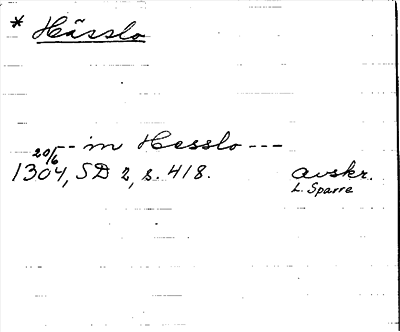 * Hässlo
-- in Hesslo ---
20/6
1304, SD 2, s. 418. avskr.
L. Sparre